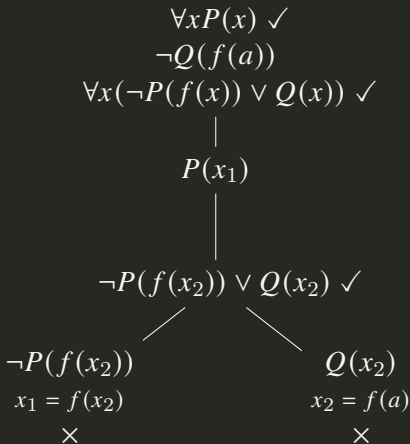 ∀xP(x) ✓
¬Q(f(a))
∀x(¬P(f(x)) ∨ Q(x)) ✓
P(x₁)
¬P(f(x₂)) ∨ Q(x₂) ✓
¬P(f(x₂)) Q(x₂)
x₁ = f(x₂) x₂ = f(a)
× ×